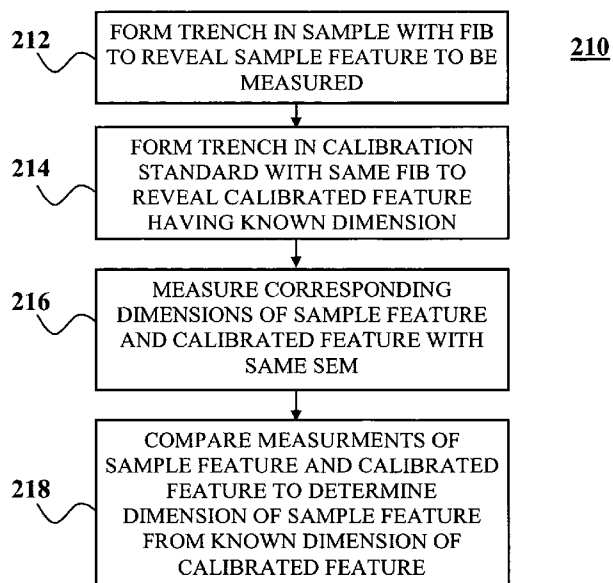 212
FORM TRENCH IN SAMPLE WITH FIB
TO REVEAL SAMPLE FEATURE TO BE
MEASURED
210
214
FORM TRENCH IN CALIBRATION
STANDARD WITH SAME FIB TO
REVEAL CALIBRATED FEATURE
HAVING KNOWN DIMENSION
216
MEASURE CORRESPONDING
DIMENSIONS OF SAMPLE FEATURE
AND CALIBRATED FEATURE WITH
SAME SEM
218
COMPARE MEASURMENTS OF
SAMPLE FEATURE AND CALIBRATED
FEATURE TO DETERMINE
DIMENSION OF SAMPLE FEATURE
FROM KNOWN DIMENSION OF
CALIBRATED FEATURE